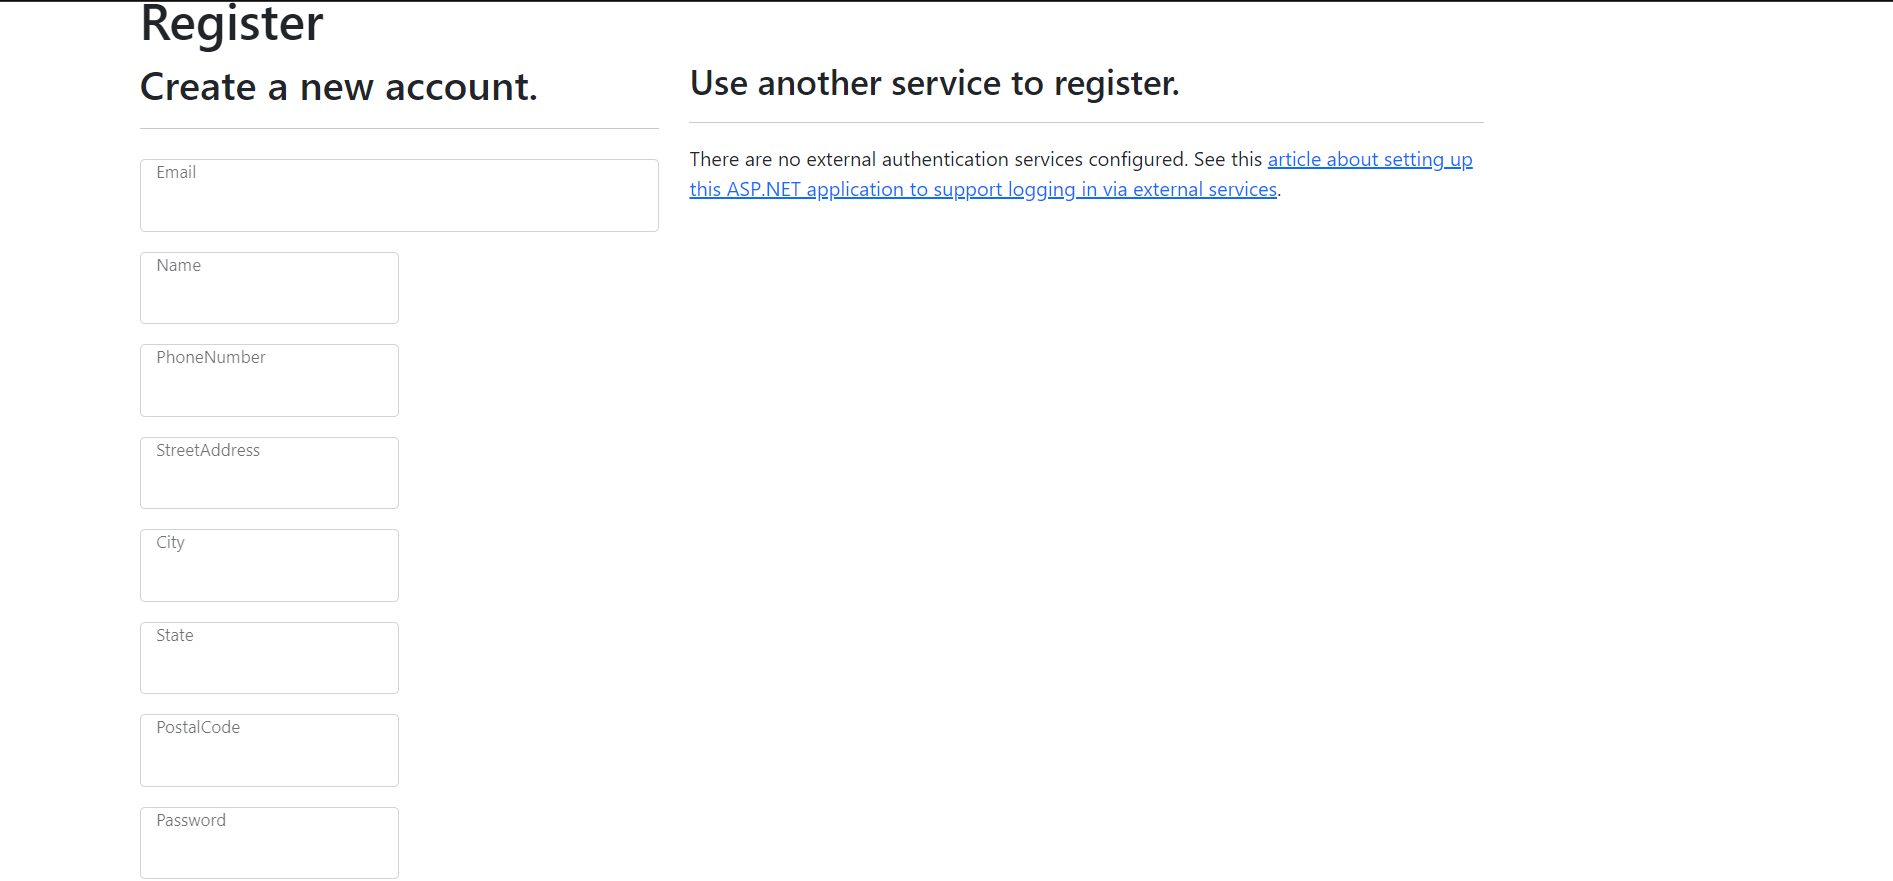 Register
Create a new account.
Email
Name
PhoneNumber
StreetAddress
City
State
PostalCode
Password
Use another service to register.
There are no external authentication services configured. See this article about setting up
this ASP.NET application to support logging in via external services.